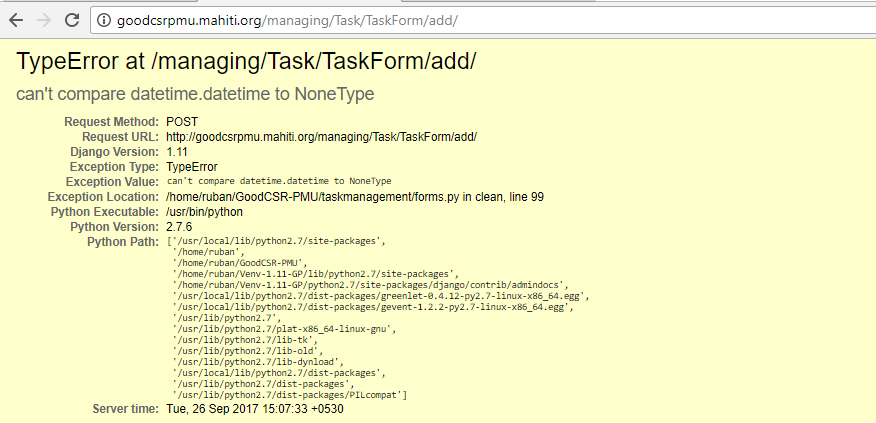 goodcsrpmu.mahiti.org/managing/Task/TaskForm/add/
TypeError at /managing/Task/TaskForm/add/
can't compare datetime.datetime to NoneType
Request Method: POST
Request URL: http://goodcsrpmu.mahiti.org/managing/Task/TaskForm/add/
Django Version: 1.11
Exception Type: TypeError
Exception Value: can't compare datetime.datetime to NoneType
Exception Location: /home/ruban/GoodCSR-PMU/taskmanagement/forms.py in clean, line 99
Python Executable: /usr/bin/python
Python Version: 2.7.6
Python Path: ['/usr/local/lib/python2.7/site-packages',
'/home/ruban',
'/home/ruban/GoodCSR-PMU',
'/home/ruban/Venv-1.11-GP/lib/python2.7/site-packages',
'/home/ruban/Venv-1.11-GP/python2.7/site-packages/django/contrib/admindocs',
'/usr/local/lib/python2.7/dist-packages/greenlet-0.4.12-py2.7-linux-x86_64.egg',
'/usr/local/lib/python2.7/dist-packages/gevent-1.2.2-py2.7-linux-x86_64.egg',
'/usr/lib/python2.7',
'/usr/lib/python2.7/plat-x86_64-linux-gnu',
'/usr/lib/python2.7/lib-tk',
'/usr/lib/python2.7/lib-old',
'/usr/lib/python2.7/lib-dynload',
'/usr/local/lib/python2.7/dist-packages',
'/usr/lib/python2.7/dist-packages',
'/usr/lib/python2.7/dist-packages/PILcompat']
Server time: Tue, 26 Sep 2017 15:07:33 +0530